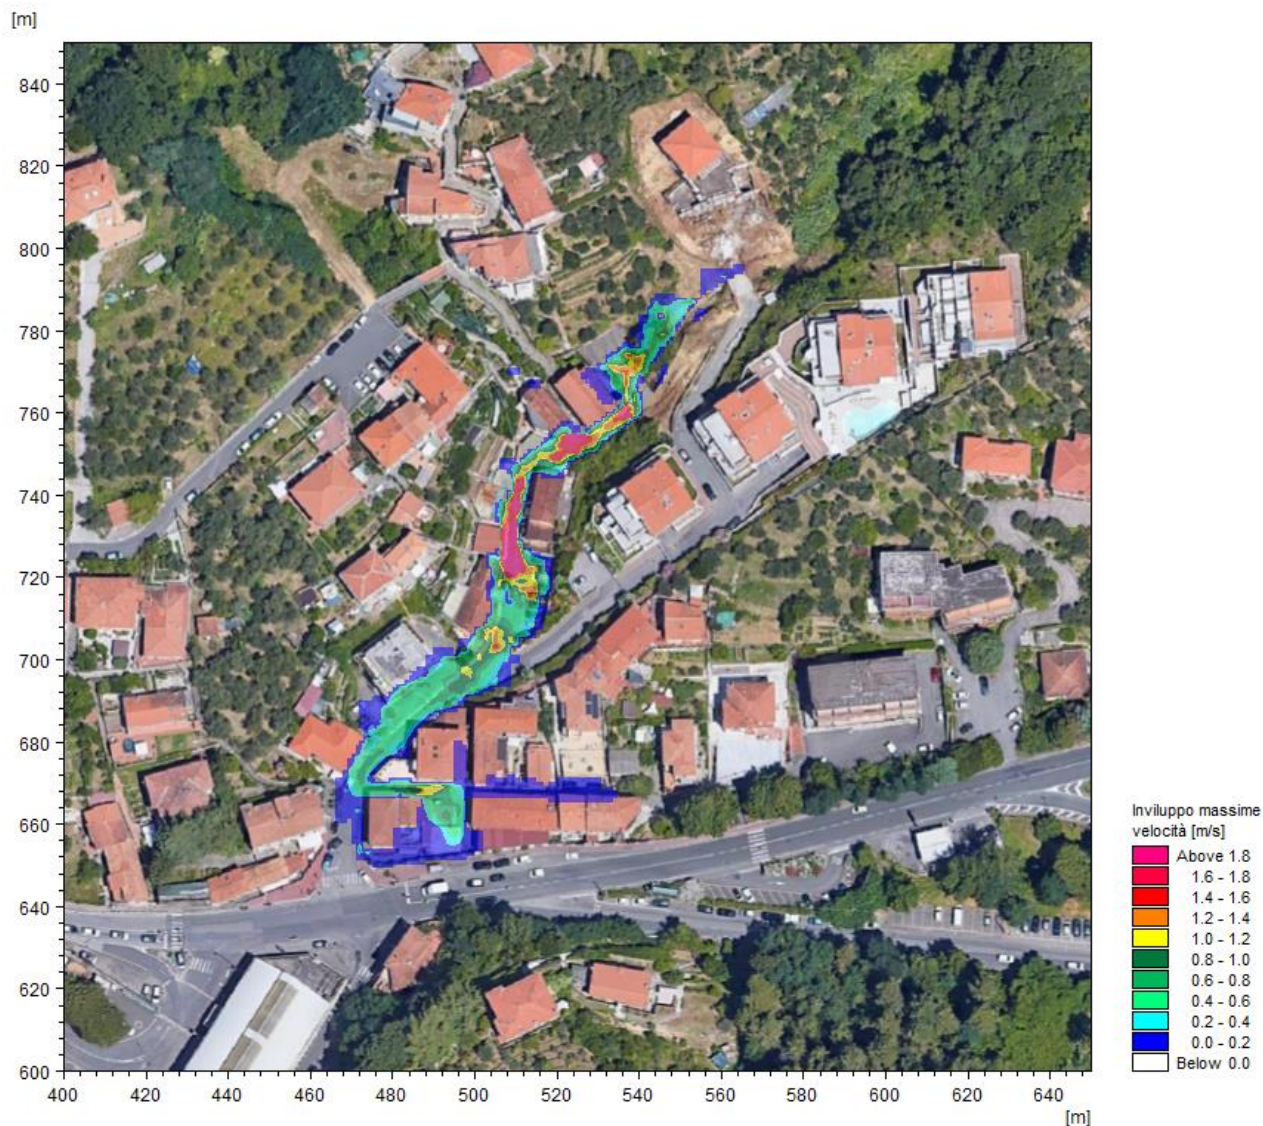 [m]
840
820
800
780
760
740
720
700
680
660
640
620
600
400
420
440
460
480
500
520
540
560
580
600
620
640
[m]
Inviluppo massime
velocità [m/s]
Above 1.8
1.6 - 1.8
1.4 - 1.6
1.2 - 1.4
1.0 - 1.2
0.8 - 1.0
0.6 - 0.8
0.4 - 0.6
0.2 - 0.4
0.0 - 0.2
Below 0.0